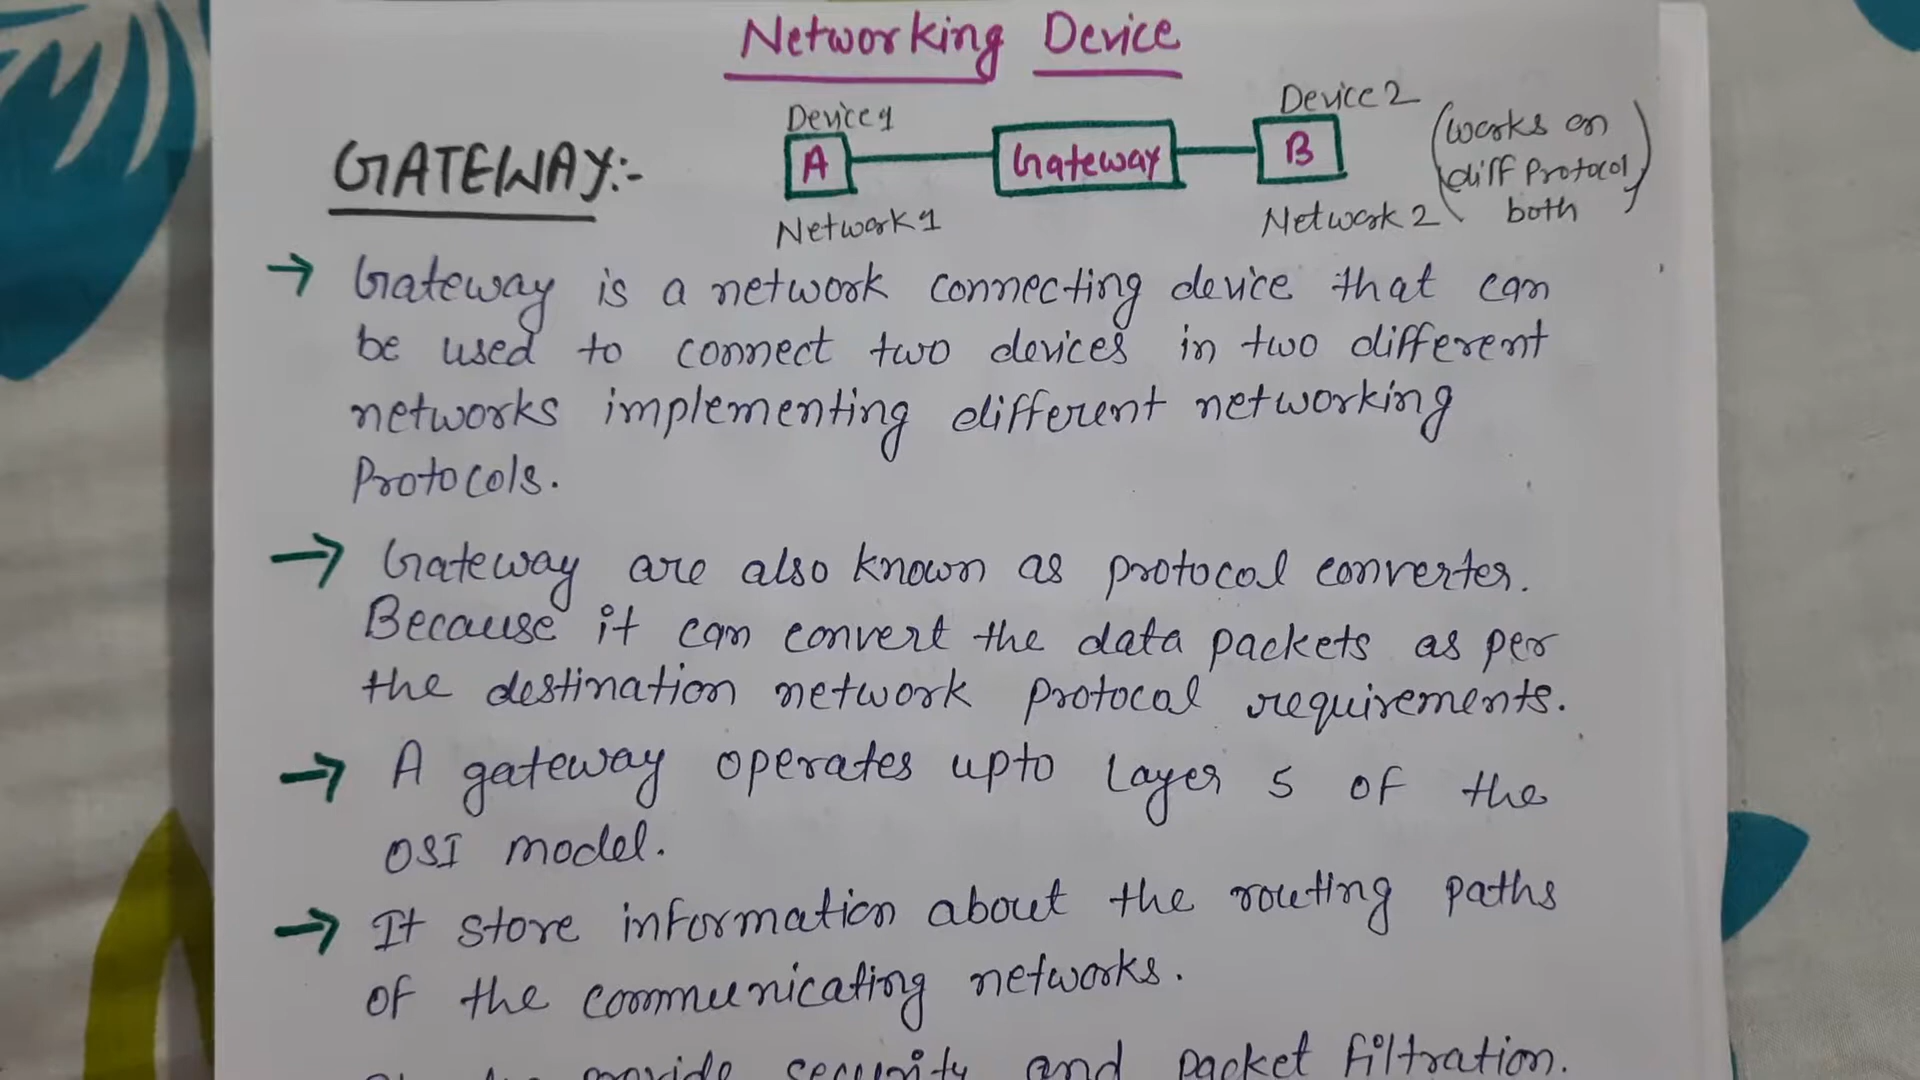 Networking Device
Device 1
Device 2
GATEWAY:-
A
Gateway
B
(works on
diff Protocol
both)
Network 1
Network 2
→ Gateway is a network connecting device that can
be used to connect two devices in two different
networks implementing different networking
Protocols.
→ Gateway are also known as protocol converter.
Because it can convert the data packets as per
the destination network protocol requirements.
→ A gateway operates upto layer 5 of the
OSI model.
→ It store information about the routing paths
of the communicating networks.
provide security and packet filtration.